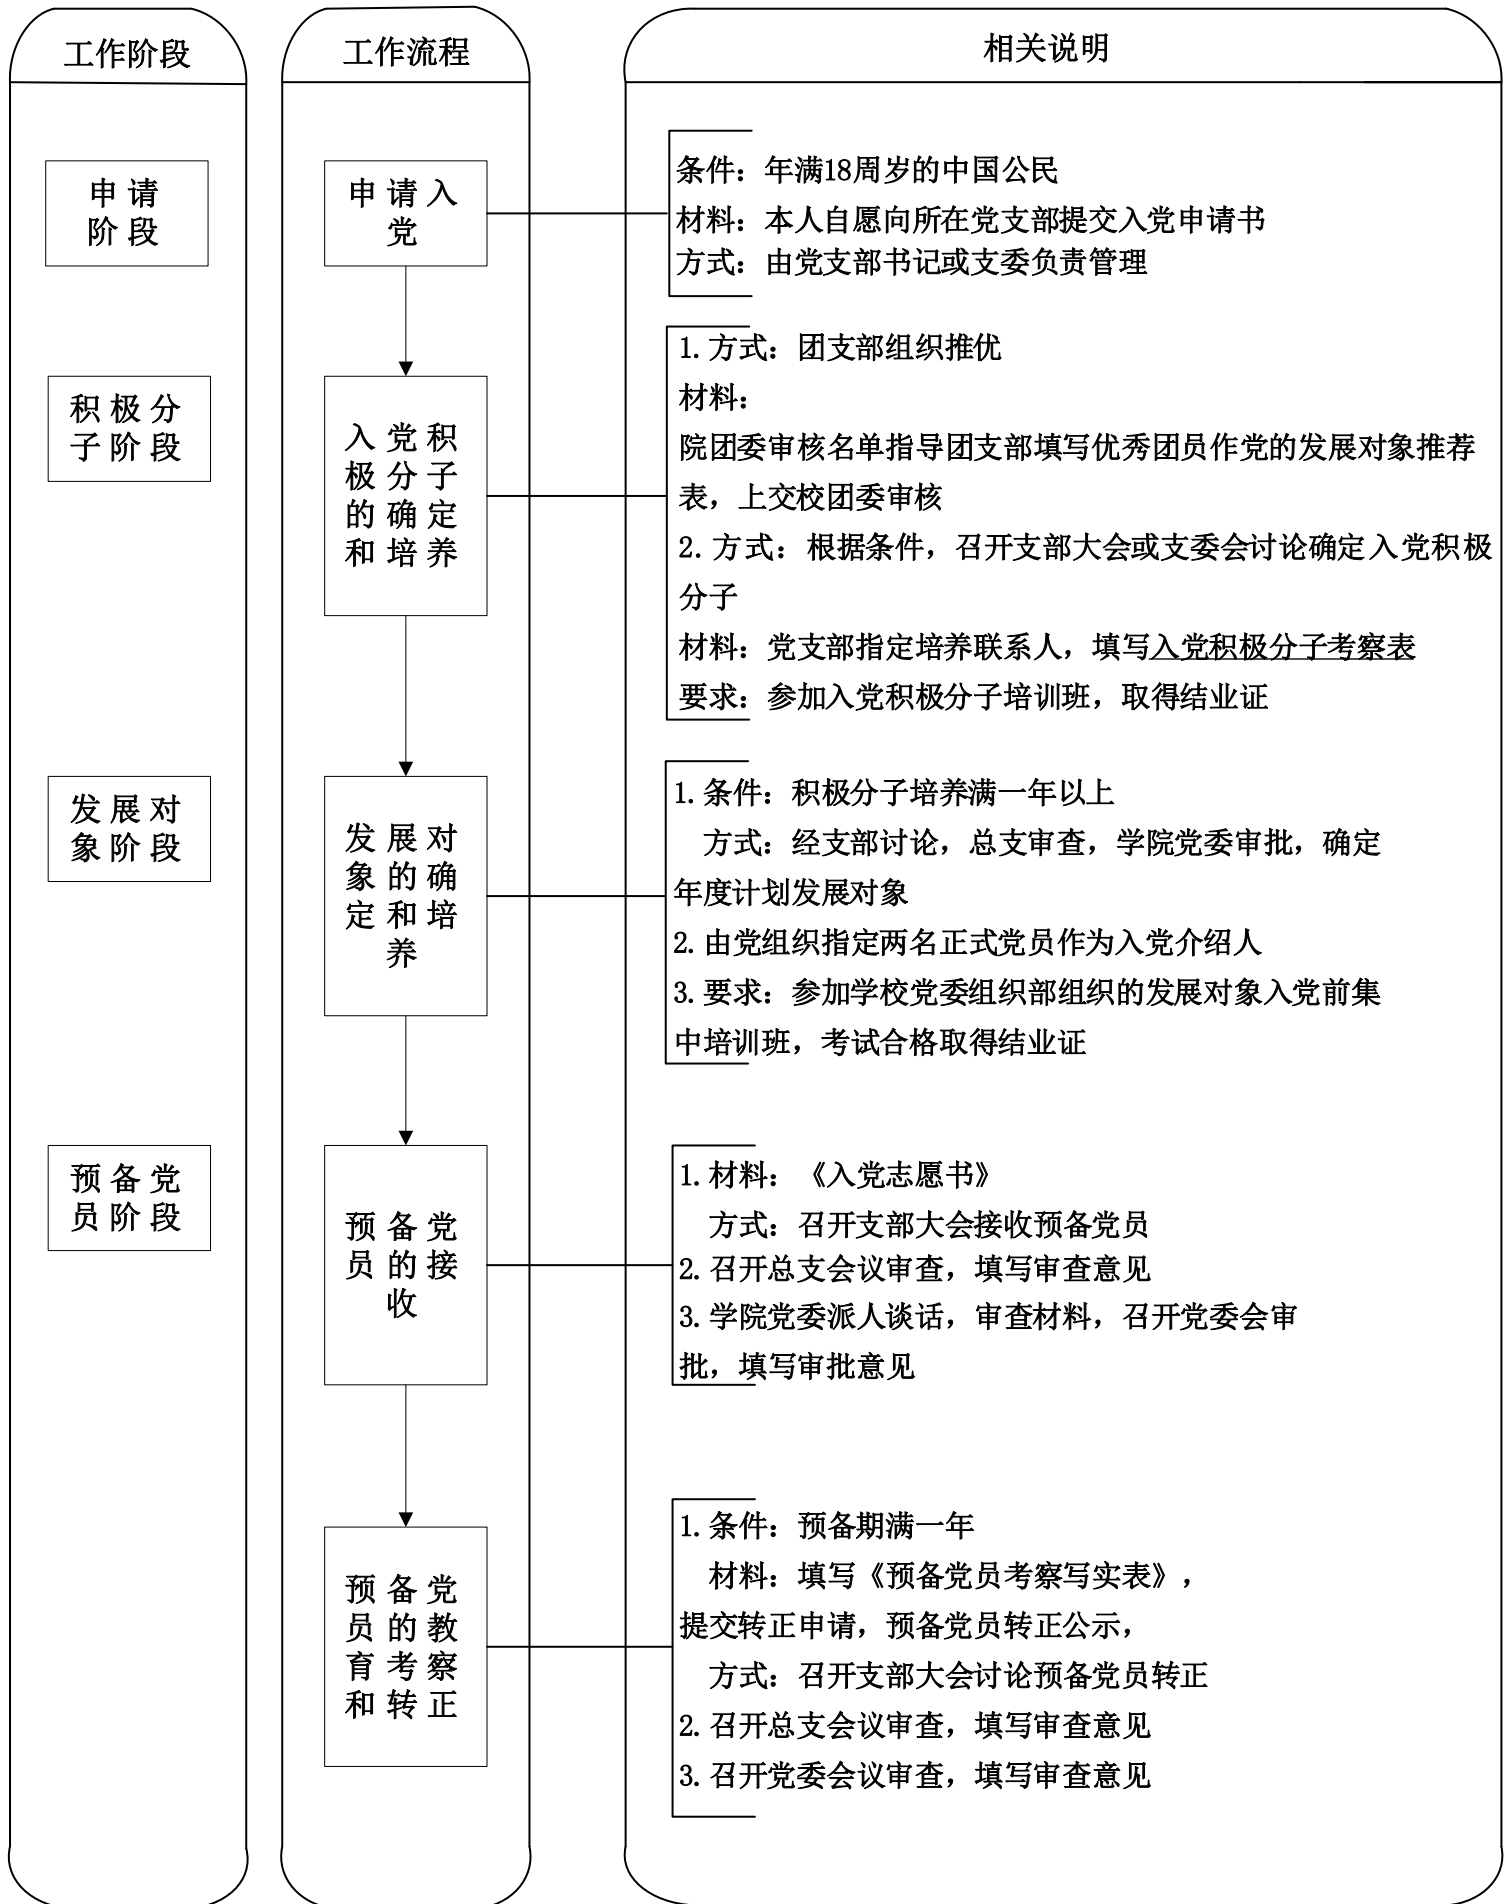 工作阶段
工作流程
相关说明
申请
阶段
申请入
党
条件：年满18周岁的中国公民
材料：本人自愿向所在党支部提交入党申请书
方式：由党支部书记或支委负责管理
积极分
子阶段
入党积
极分子
的确定
和培养
1.方式：团支部组织推优
材料：
院团委审核名单指导团支部填写优秀团员作党的发展对象推荐
表，上交校团委审核
2.方式：根据条件，召开支部大会或支委会讨论确定入党积极
分子
材料：党支部指定培养联系人，填写入党积极分子考察表
要求：参加入党积极分子培训班，取得结业证
发展对
象阶段
发展对
象的确
定和培
养
1.条件：积极分子培养满一年以上
方式：经支部讨论，总支审查，学院党委审批，确定
年度计划发展对象
2.由党组织指定两名正式党员作为入党介绍人
3.要求：参加学校党委组织部组织的发展对象入党前集
中培训班，考试合格取得结业证
预备党
员阶段
预备党
员的接
收
1.材料：《入党志愿书》
方式：召开支部大会接收预备党员
2.召开总支会议审查，填写审查意见
3.学院党委派人谈话，审查材料，召开党委会审
批，填写审批意见
预备党
员的教
育考察
和转正
1.条件：预备期满一年
材料：填写《预备党员考察写实表》，
提交转正申请，预备党员转正公示，
方式：召开支部大会讨论预备党员转正
2.召开总支会议审查，填写审查意见
3.召开党委会议审查，填写审查意见